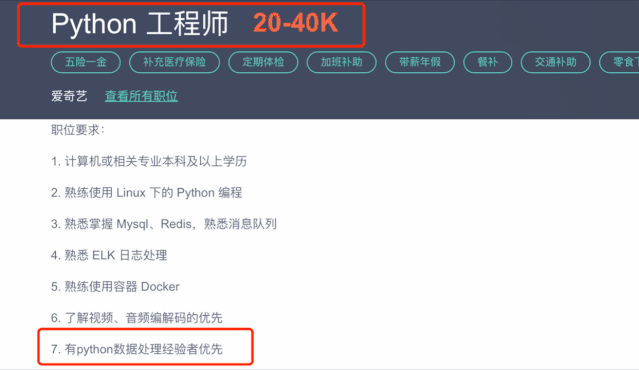 Python 工程师 20-40K
五险一金 补充医疗保险 定期体检 加班补助 带薪年假 餐补 交通补助 零食下
爱奇艺 查看所有职位
职位要求：
1. 计算机或相关专业本科及以上学历
2. 熟练使用 Linux 下的 Python 编程
3. 熟悉掌握 Mysql、Redis，熟悉消息队列
4. 熟悉 ELK 日志处理
5. 熟练使用容器 Docker
6. 了解视频、音频编解码的优先
7. 有python数据处理经验者优先